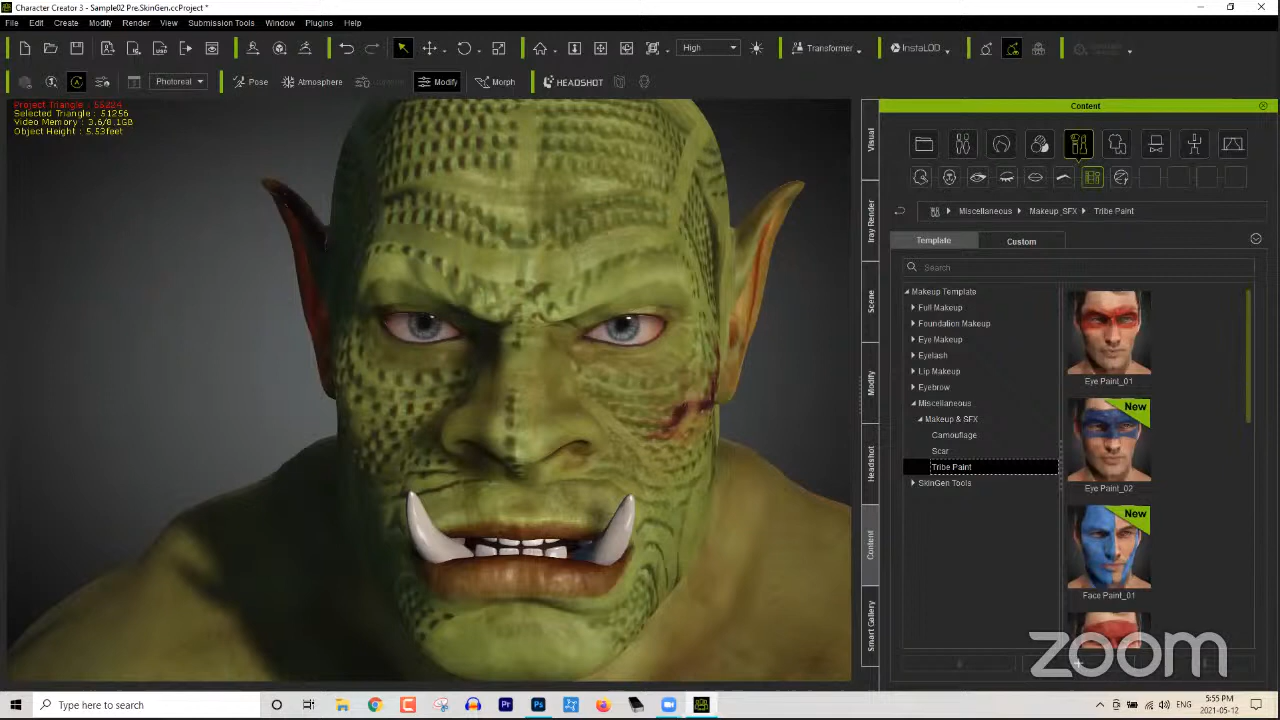 Character Creator 3 - Sample02 Pre.SkinGen.ccProject *
File Edit Create Modify Render View Submission Tools Window Plugins Help
High Transformer InstaLOD
Photoreal Pose Atmosphere Modify Morph HEADSHOT
Project Triangle : 55284
Selected Triangle : 51256
Video Memory : 3.6/8.1GB
Object Height : 5.53feet
Visual
Iray Render
Scene
Modify
Headshot
Content
Smart Gallery
Content
Miscellaneous Makeup_SFX Tribe Paint
Template Custom
Search
Makeup Template
Full Makeup
Foundation Makeup
Eye Makeup
Eyelash
Lip Makeup
Eyebrow
Miscellaneous
Makeup & SFX
Camouflage
Scar
Tribe Paint
SkinGen Tools
Eye Paint_01
New
Eye Paint_02
New
Face Paint_01
zoom
Type here to search
ENG
5:55 PM
2021-05-12